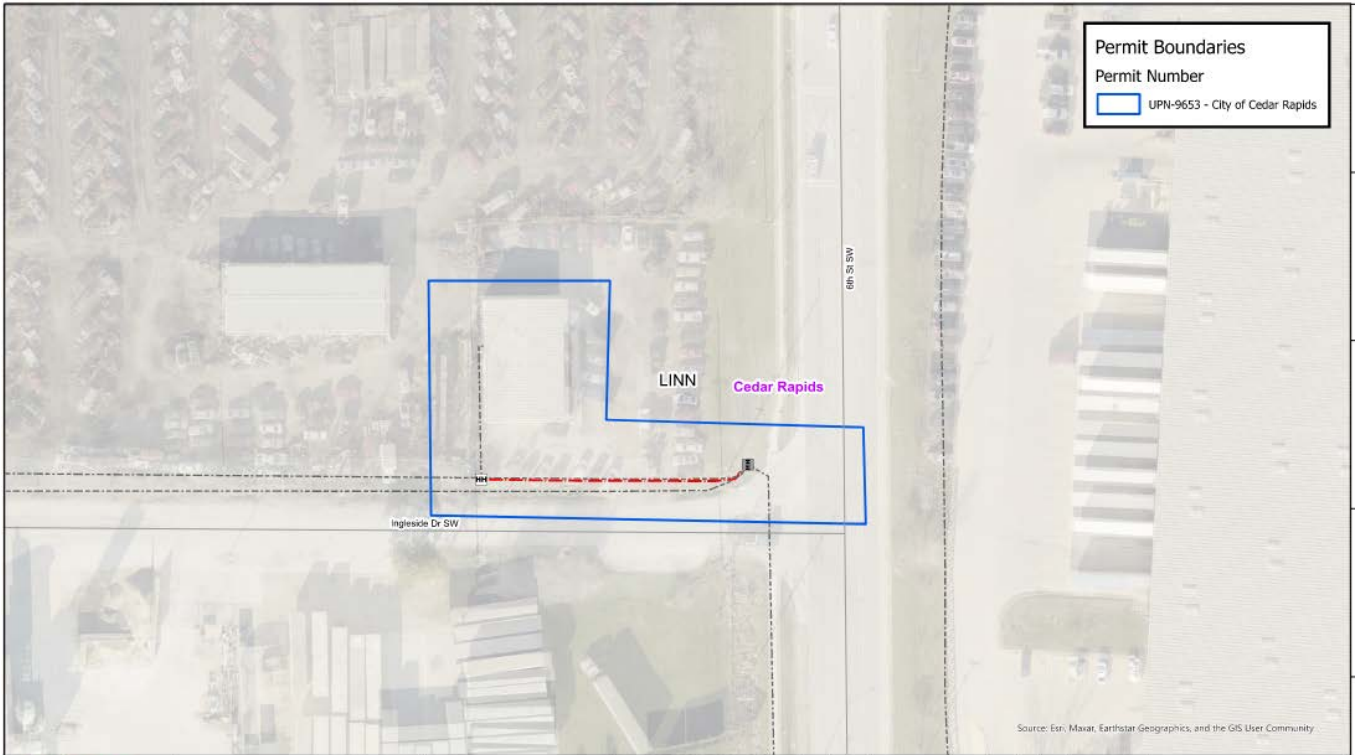 Permit Boundaries
Permit Number
UPN-9653 - City of Cedar Rapids
6th St SW
LINN
Cedar Rapids
HH
HH
Ingleside Dr SW
Source: Esri, Maxar, Earthstar Geographics, and the GIS User Community